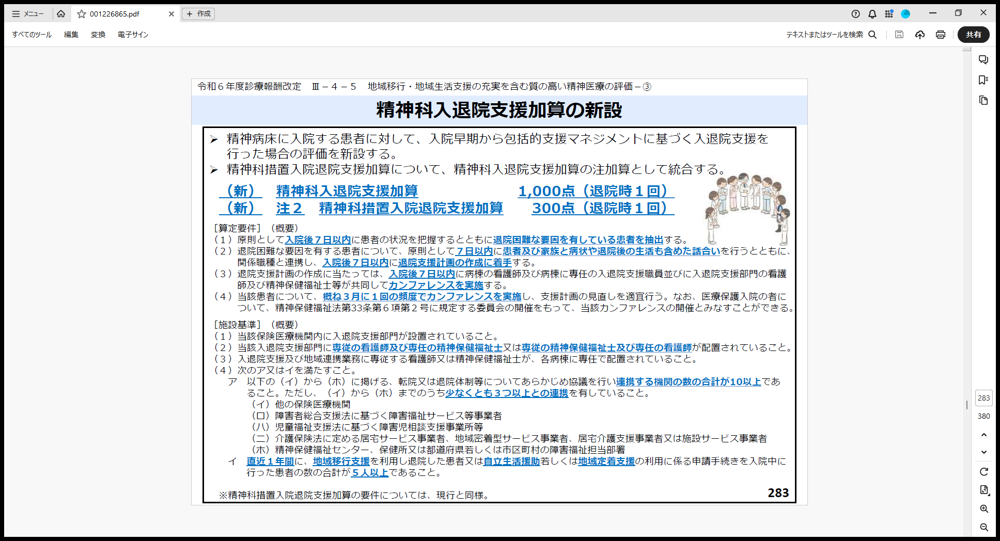 メニュー
001226865.pdf
作成
すべてのツール 編集 変換 電子サイン
テキストまたはツールを検索
共有
令和６年度診療報酬改定 Ⅲ－４－５ 地域移行・地域生活支援の充実を含む質の高い精神医療の評価－③
精神科入退院支援加算の新設
➢ 精神病床に入院する患者に対して、入院早期から包括的支援マネジメントに基づく入退院支援を
行った場合の評価を新設する。
➢ 精神科措置入院退院支援加算について、精神科入退院支援加算の注加算として統合する。
（新） 精神科入退院支援加算 1,000点（退院時１回）
（新） 注２ 精神科措置入院退院支援加算 300点（退院時１回）
［算定要件］（概要）
（１）原則として入院後７日以内に患者の状況を把握するとともに退院困難な要因を有している患者を抽出する。
（２）退院困難な要因を有する患者について、原則として７日以内に患者及び家族と病状や退院後の生活も含めた話合いを行うとともに、
関係職種と連携し、入院後７日以内に退院支援計画の作成に着手する。
（３）退院支援計画の作成に当たっては、入院後７日以内に病棟の看護師及び病棟に専任の入退院支援職員並びに入退院支援部門の看護
師及び精神保健福祉士等が共同してカンファレンスを実施する。
（４）当該患者について、概ね３月に１回の頻度でカンファレンスを実施し、支援計画の見直しを適宜行う。なお、医療保護入院の者に
ついて、精神保健福祉法第33条第６項第２号に規定する委員会の開催をもって、当該カンファレンスの開催とみなすことができる。
［施設基準］（概要）
（１）当該保険医療機関内に入退院支援部門が設置されていること。
（２）当該入退院支援部門に専従の看護師及び専任の精神保健福祉士又は専従の精神保健福祉士及び専任の看護師が配置されていること。
（３）入退院支援及び地域連携業務に専従する看護師又は精神保健福祉士が、各病棟に専任で配置されていること。
（４）次のア又はイを満たすこと。
ア 以下の（イ）から（ホ）に掲げる、転院又は退院体制等についてあらかじめ協議を行い連携する機関の数の合計が10以上であ
ること。ただし、（イ）から（ホ）までのうち少なくとも３つ以上との連携を有していること。
（イ）他の保険医療機関
（ロ）障害者総合支援法に基づく障害福祉サービス等事業者
（ハ）児童福祉支援法に基づく障害児相談支援事業所等
（ニ）介護保険法に定める居宅サービス事業者、地域密着型サービス事業者、居宅介護支援事業者又は施設サービス事業者
（ホ）精神保健福祉センター、保健所又は都道府県若しくは市区町村の障害福祉担当部署
イ 直近１年間に、地域移行支援を利用し退院した患者又は自立生活援助若しくは地域定着支援の利用に係る申請手続きを入院中に
行った患者の数の合計が５人以上であること。
※精神科措置入院退院支援加算の要件については、現行と同様。
283
283
380